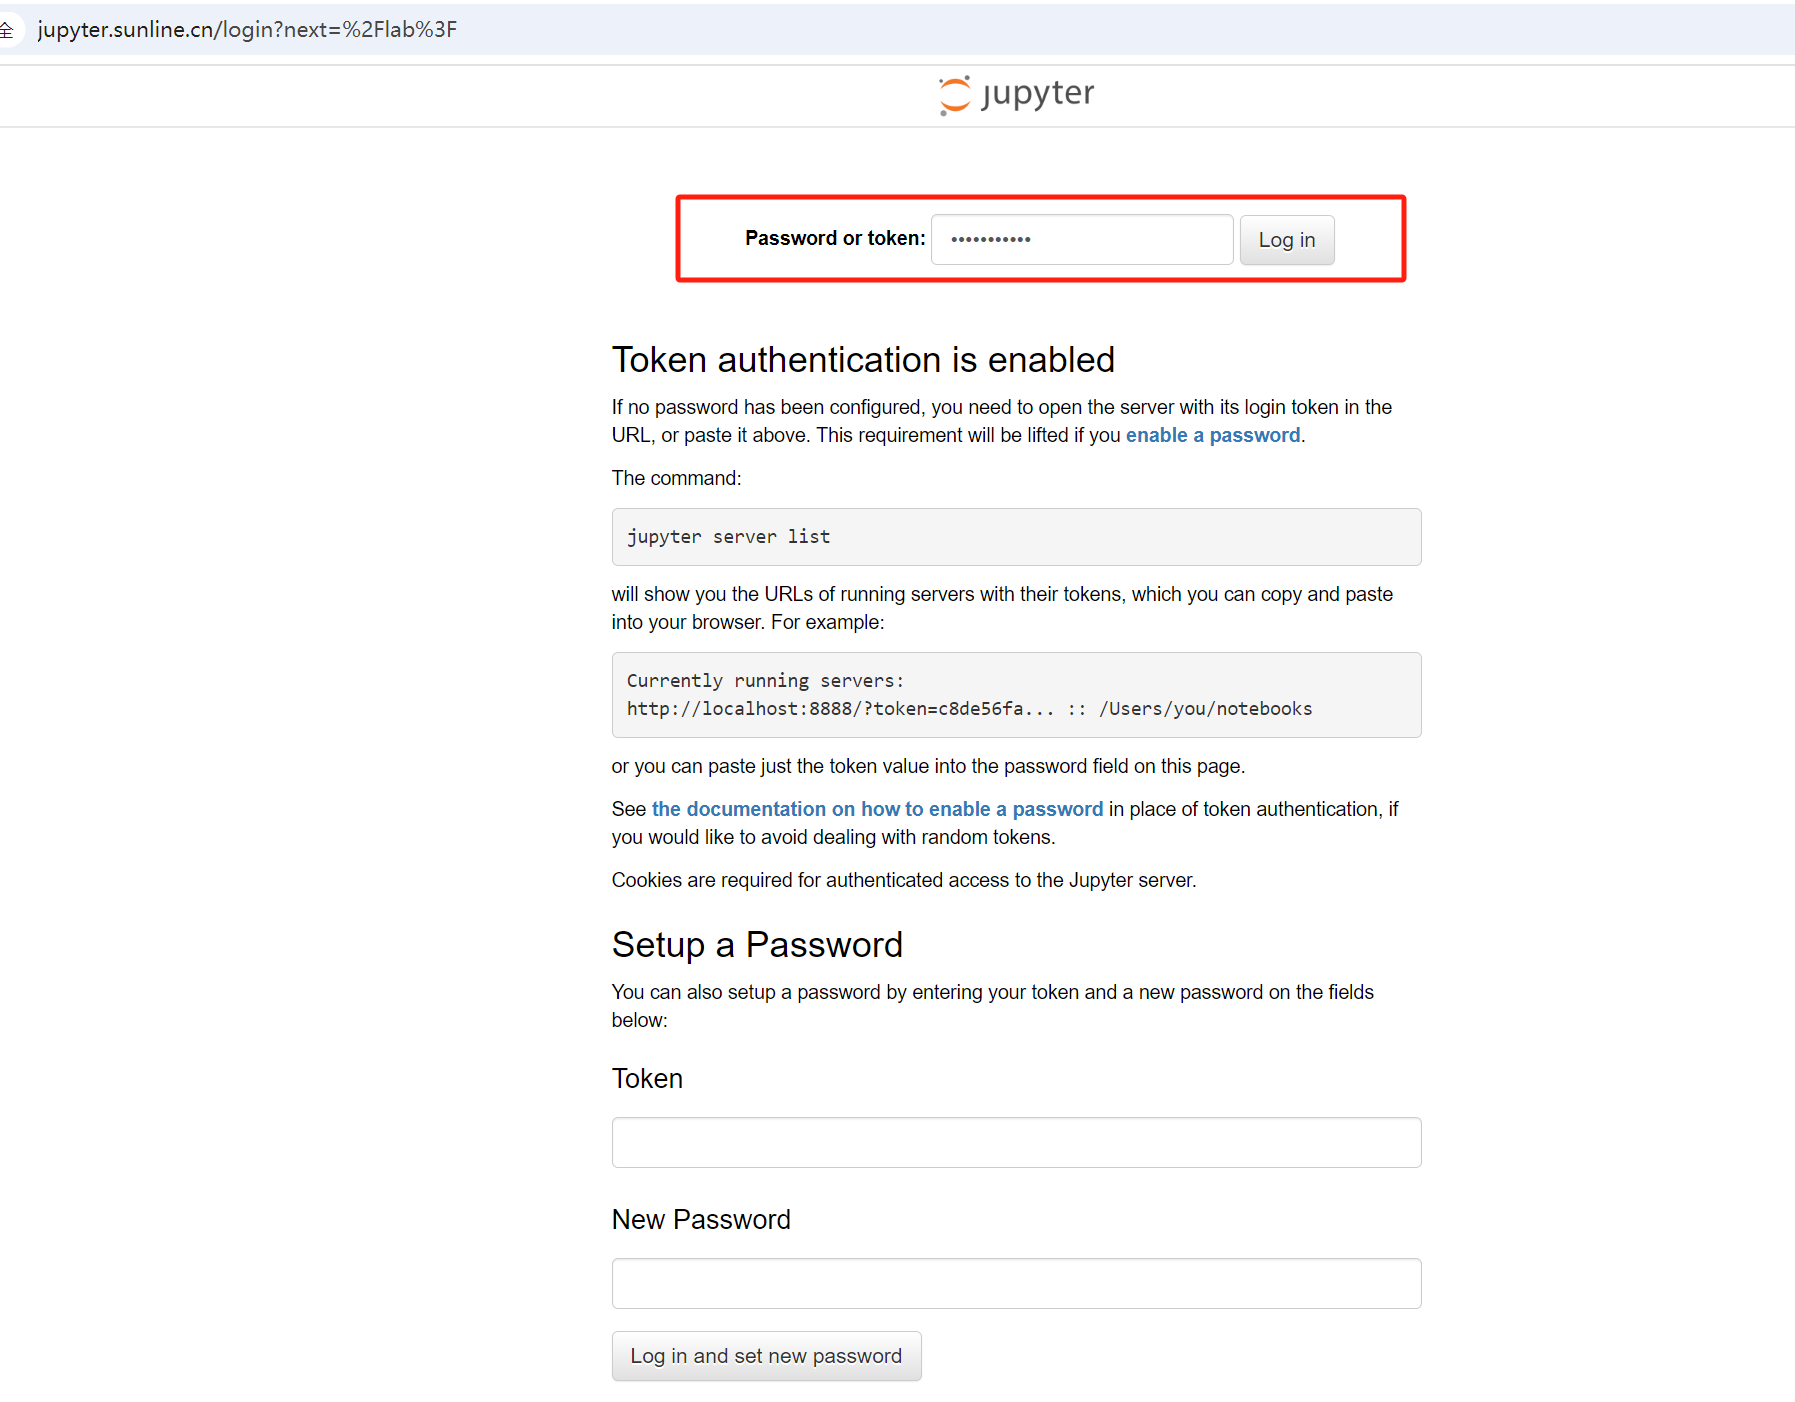 全 jupyter.sunline.cn/login?next=%2Flab%3F
jupyter
Password or token: ••••••••••• Log in
Token authentication is enabled
If no password has been configured, you need to open the server with its login token in the
URL, or paste it above. This requirement will be lifted if you enable a password.
The command:
jupyter server list
will show you the URLs of running servers with their tokens, which you can copy and paste
into your browser. For example:
Currently running servers:
http://localhost:8888/?token=c8de56fa... :: /Users/you/notebooks
or you can paste just the token value into the password field on this page.
See the documentation on how to enable a password in place of token authentication, if
you would like to avoid dealing with random tokens.
Cookies are required for authenticated access to the Jupyter server.
Setup a Password
You can also setup a password by entering your token and a new password on the fields
below:
Token
New Password
Log in and set new password